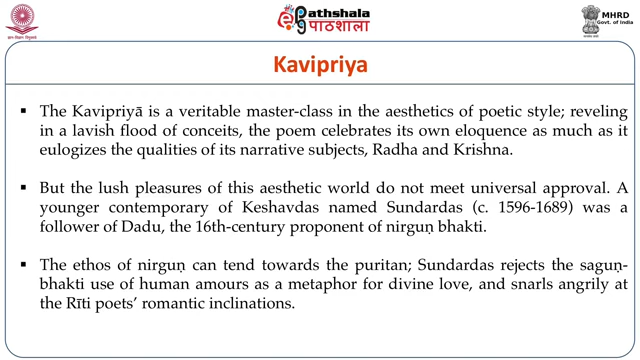 Pathshala
पाठशाला
MHRD
Govt. of India
Kavipriya
▪ The Kavipriyā is a veritable master-class in the aesthetics of poetic style; reveling
in a lavish flood of conceits, the poem celebrates its own eloquence as much as it
eulogizes the qualities of its narrative subjects, Radha and Krishna.
▪ But the lush pleasures of this aesthetic world do not meet universal approval. A
younger contemporary of Keshavdas named Sundardas (c. 1596-1689) was a
follower of Dadu, the 16th-century proponent of nirguṇ bhakti.
▪ The ethos of nirguṇ can tend towards the puritan; Sundardas rejects the saguṇ-
bhakti use of human amours as a metaphor for divine love, and snarls angrily at
the Rīti poets’ romantic inclinations.